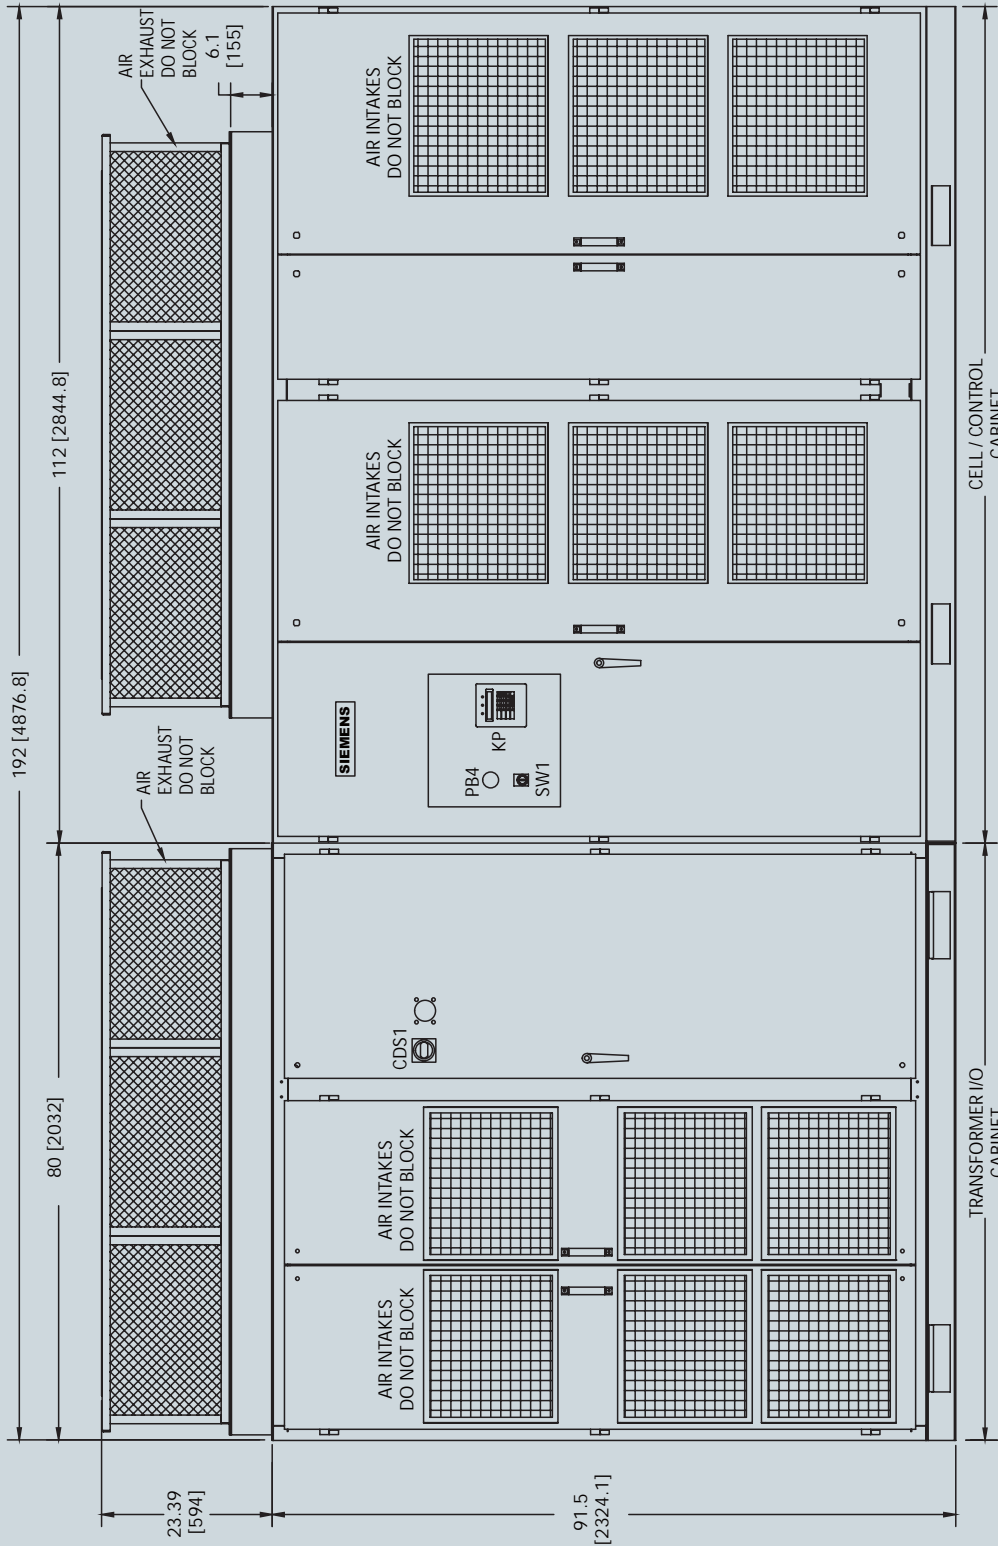 192 [4876.8]
80 [2032]
112 [2844.8]
AIR
EXHAUST
DO NOT
BLOCK
AIR
EXHAUST
DO NOT
BLOCK
6.1
[155]
23.39
[594]
91.5
[2324.1]
AIR INTAKES
DO NOT BLOCK
AIR INTAKES
DO NOT BLOCK
CDS1
SIEMENS
PB4
KP
SW1
AIR INTAKES
DO NOT BLOCK
AIR INTAKES
DO NOT BLOCK
TRANSFORMER I/O
CABINET
CELL / CONTROL
CABINET